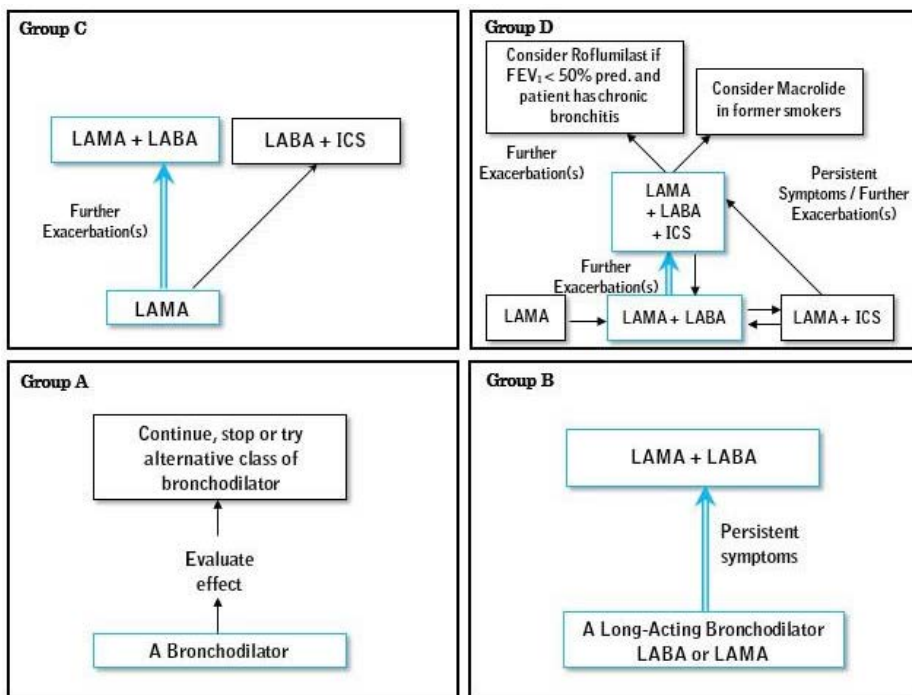 Group C
LAMA + LABA
LABA + ICS
Further
Exacerbation(s)
LAMA
Group D
Consider Roflumilast if
FEV₁ < 50% pred. and
patient has chronic
bronchitis
Consider Macrolide
in former smokers
Further
Exacerbation(s)
Persistent
Symptoms / Further
Exacerbation(s)
LAMA
+ LABA
+ ICS
Further
Exacerbation(s)
LAMA
LAMA + LABA
LAMA + ICS
Group A
Continue, stop or try
alternative class of
bronchodilator
Evaluate
effect
A Bronchodilator
Group B
LAMA + LABA
Persistent
symptoms
A Long-Acting Bronchodilator
LABA or LAMA